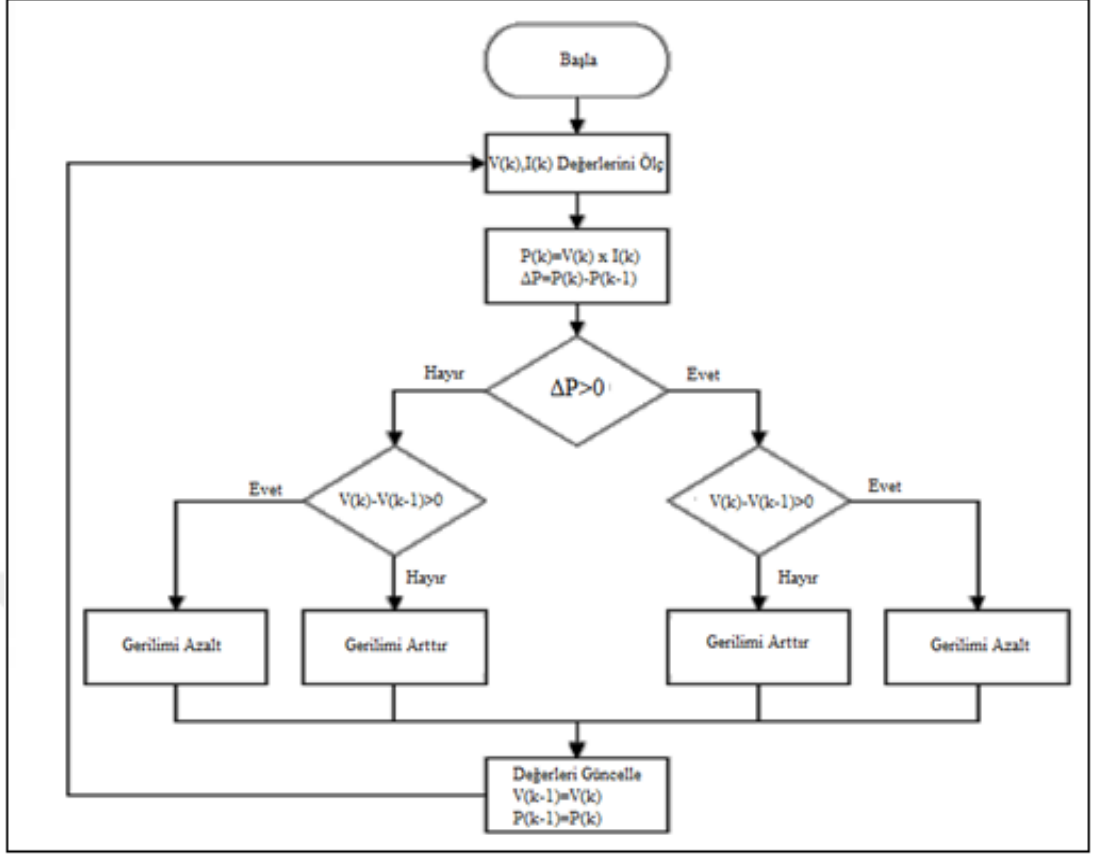 Başla
V(k),I(k) Değerlerini Ölç
P(k)=V(k) x I(k)
ΔP=P(k)-P(k-1)
Hayır
ΔP>0
Evet
Evet
V(k)-V(k-1)>0
Hayır
V(k)-V(k-1)>0
Evet
Hayır
Gerilimi Azalt
Gerilimi Arttır
Gerilimi Arttır
Gerilimi Azalt
Değerleri Güncelle
V(k-1)=V(k)
P(k-1)=P(k)